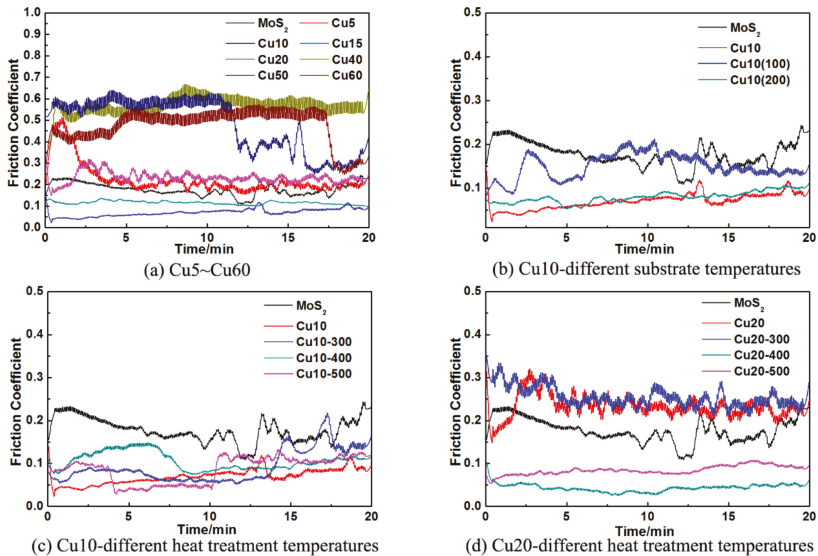 1.0
0.9
0.8
0.7
0.6
0.5
0.4
0.3
0.2
0.1
0.0
Friction Coefficient
MoS2 Cu5
Cu10 Cu15
Cu20 Cu40
Cu50 Cu60
0 5 10 15 20
Time/min
(a) Cu5~Cu60
0.5
0.4
0.3
0.2
0.1
Friction Coefficient
MoS2
Cu10
Cu10(100)
Cu10(200)
0 5 10 15 20
Time/min
(b) Cu10-different substrate temperatures
0.5
0.4
0.3
0.2
0.1
0.0
Friction Coefficient
MoS2
Cu10
Cu10-300
Cu10-400
Cu10-500
0 5 10 15 20
Time/min
(c) Cu10-different heat treatment temperatures
0.5
0.4
0.3
0.2
0.1
0.0
Friction Coefficient
MoS2
Cu20
Cu20-300
Cu20-400
Cu20-500
0 5 10 15 20
Time/min
(d) Cu20-different heat treatment temperatures